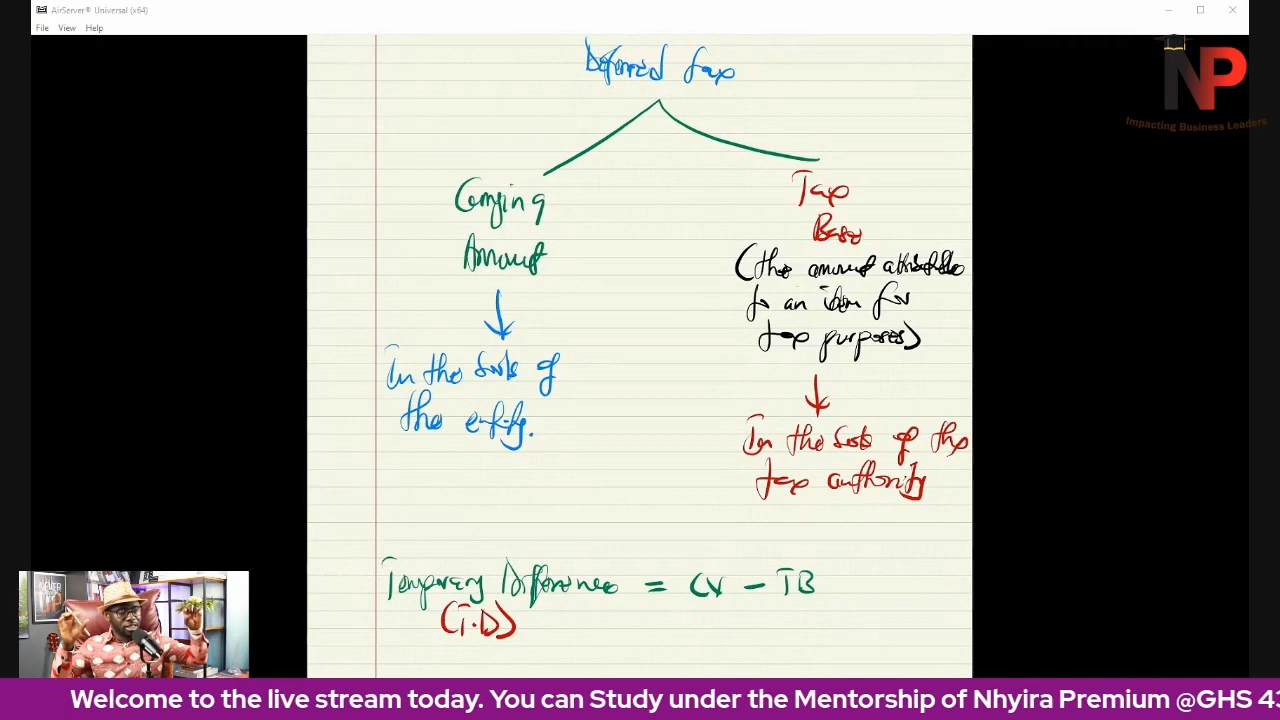 AirServer® Universal (x64)
File View Help
NP
Impacting Business Leaders
Deferred Tax
Carrying
Amount
In the books of
the entity.
Tax
Base
(the amount attributable
to an item for
tax purposes)
In the books of the
tax authority
Temporary Difference = CV - TB
(T.D)
Welcome to the live stream today. You can Study under the Mentorship of Nhyira Premium @GHS 43